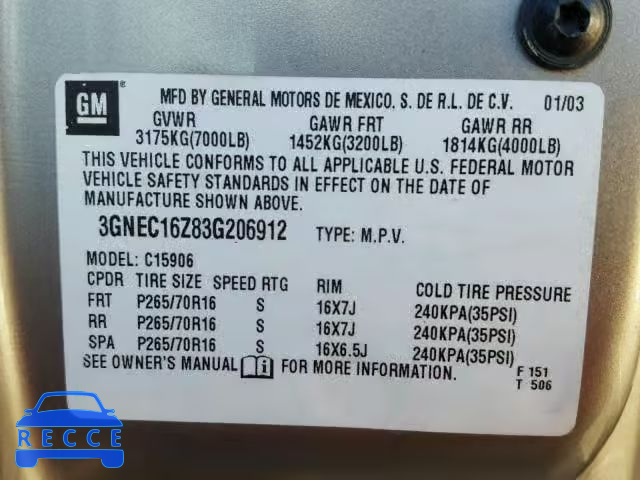 GM ®
MFD BY GENERAL MOTORS DE MEXICO, S. DE R.L. DE C.V. 01/03
GVWR GAWR FRT GAWR RR
3175KG(7000LB) 1452KG(3200LB) 1814KG(4000LB)
THIS VEHICLE CONFORMS TO ALL APPLICABLE U.S. FEDERAL MOTOR
VEHICLE SAFETY STANDARDS IN EFFECT ON THE DATE OF
MANUFACTURE SHOWN ABOVE.
3GNEC16Z83G206912 TYPE: M.P.V.
MODEL: C15906
CPDR TIRE SIZE SPEED RTG RIM COLD TIRE PRESSURE
FRT P265/70R16 S 16X7J 240KPA(35PSI)
RR P265/70R16 S 16X7J 240KPA(35PSI)
SPA P265/70R16 S 16X6.5J 240KPA(35PSI)
SEE OWNER'S MANUAL FOR MORE INFORMATION.
F 151
T 506
RECCE